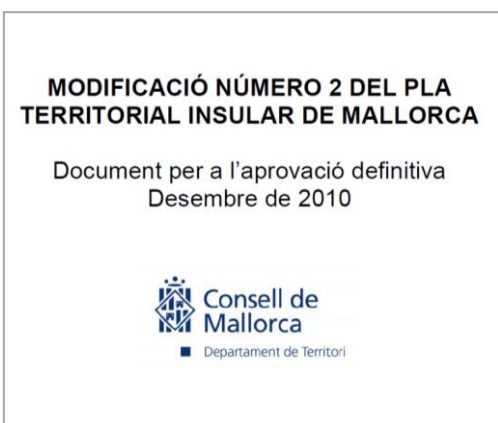 MODIFICACIÓ NÚMERO 2 DEL PLA
TERRITORIAL INSULAR DE MALLORCA
Document per a l'aprovació definitiva
Desembre de 2010
Consell de
Mallorca
Departament de Territori